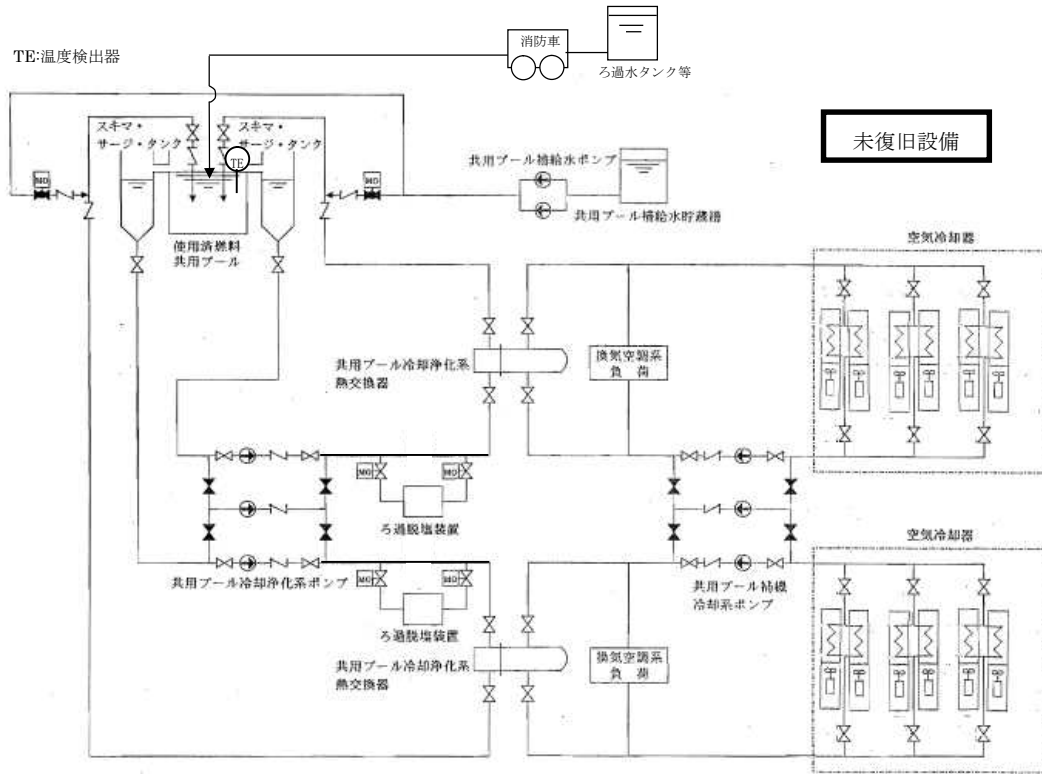 消防車
ろ過水タンク等
TE:温度検出器
未復旧設備
スキマ・
サージ・タンク
スキマ・
サージ・タンク
TE
MO
MO
共用プール補給水ポンプ
共用プール補給水貯蔵槽
使用済燃料
共用プール
空気冷却器
共用プール冷却浄化系
熱交換器
換気空調系
負荷
MO
MO
ろ過脱塩装置
空気冷却器
共用プール冷却浄化系ポンプ
MO
MO
共用プール補機
冷却系ポンプ
ろ過脱塩装置
共用プール冷却浄化系
熱交換器
換気空調系
負荷